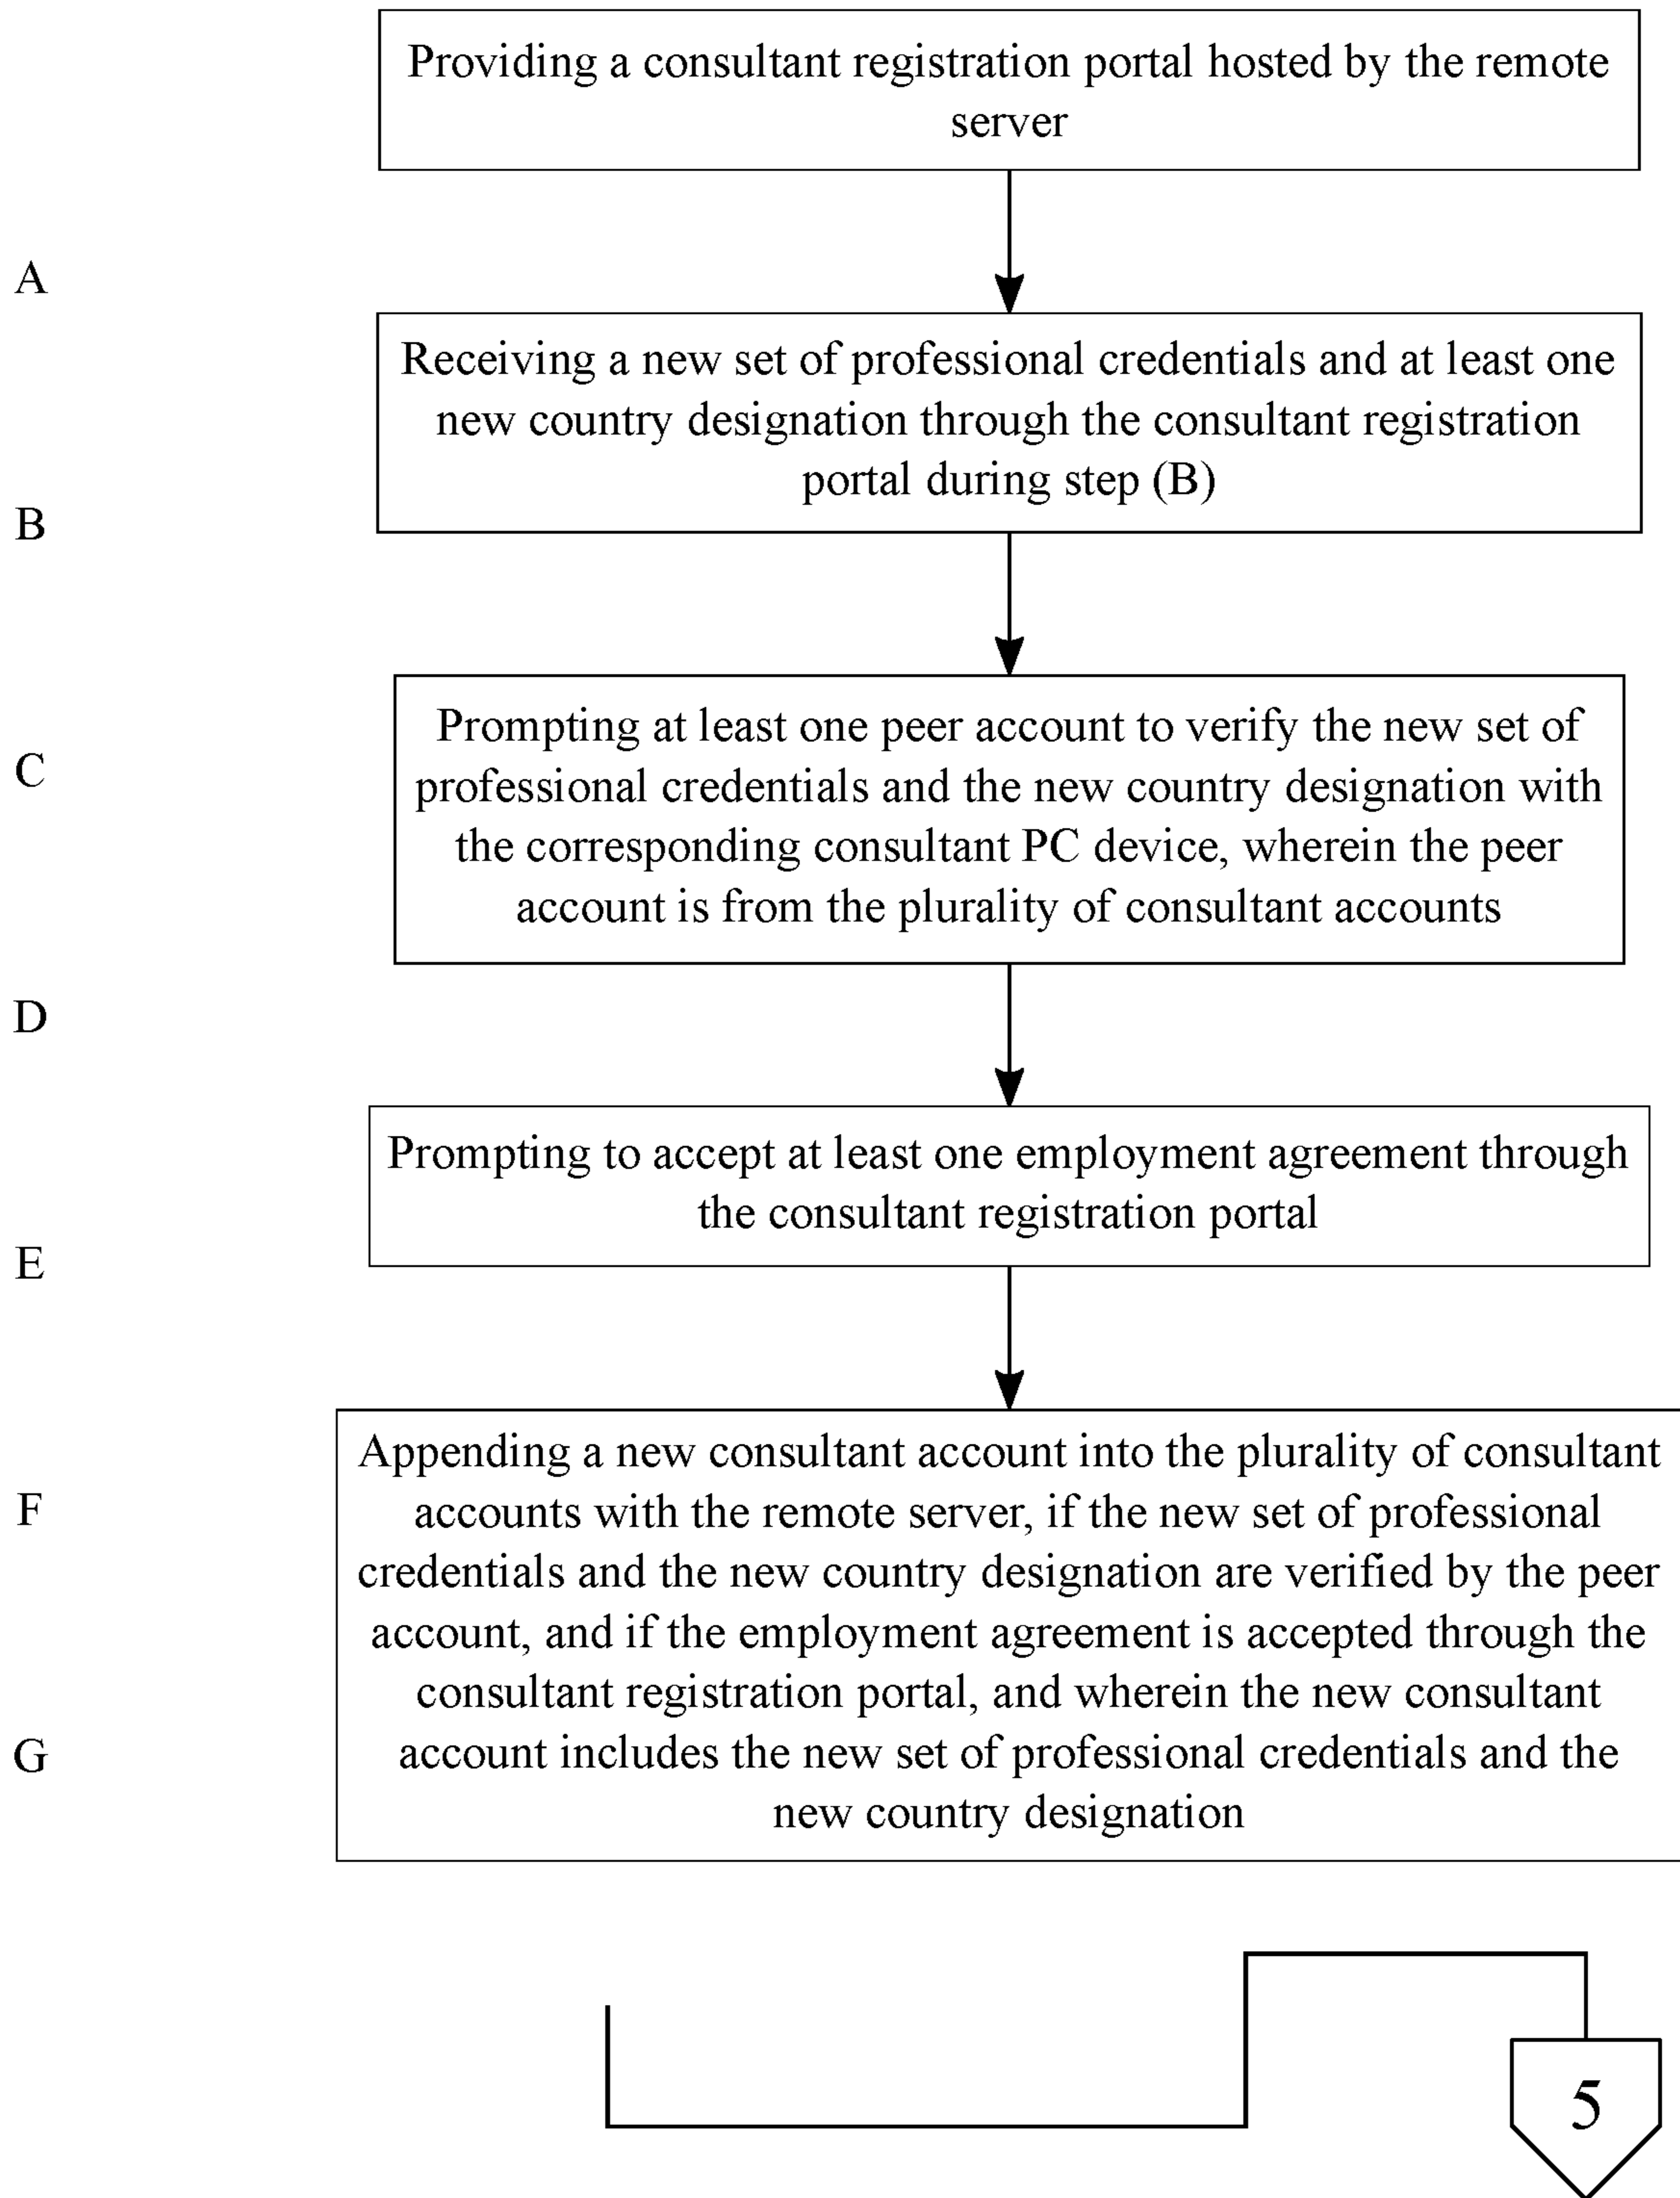 Providing a consultant registration portal hosted by the remote
server
A
Receiving a new set of professional credentials and at least one
new country designation through the consultant registration
portal during step (B)
B
Prompting at least one peer account to verify the new set of
professional credentials and the new country designation with
the corresponding consultant PC device, wherein the peer
account is from the plurality of consultant accounts
C
D
Prompting to accept at least one employment agreement through
the consultant registration portal
E
Appending a new consultant account into the plurality of consultant
accounts with the remote server, if the new set of professional
credentials and the new country designation are verified by the peer
account, and if the employment agreement is accepted through the
consultant registration portal, and wherein the new consultant
account includes the new set of professional credentials and the
new country designation
F
G
5